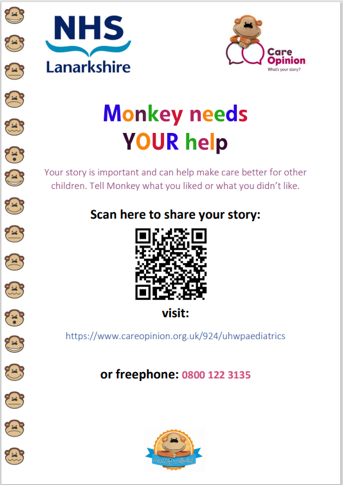 NHS
Lanarkshire
Care
Opinion
What's your story?
Monkey needs
YOUR help
Your story is important and can help make care better for other
children. Tell Monkey what you liked or what you didn't like.
Scan here to share your story:
visit:
https://www.careopinion.org.uk/924/uhwpaediatrics
or freephone: 0800 122 3135